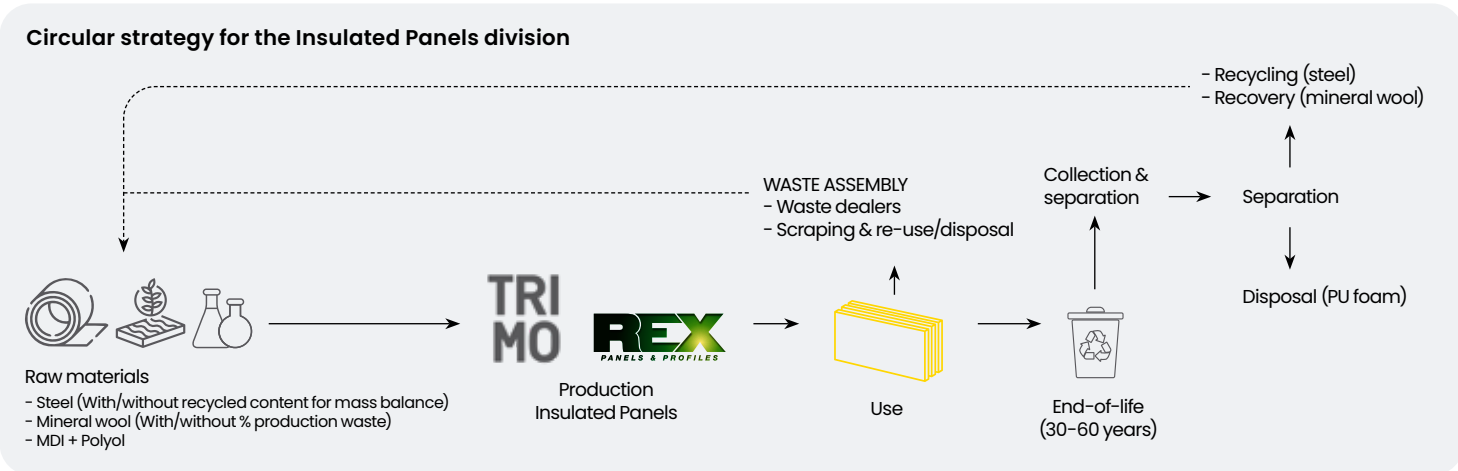 Circular strategy for the Insulated Panels division
- Recycling (steel)
- Recovery (mineral wool)
WASTE ASSEMBLY
- Waste dealers
- Scraping & re-use/disposal
Collection &
separation
Separation
Disposal (PU foam)
TRI
MO
REX
PANELS & PROFILES
Raw materials
- Steel (With/without recycled content for mass balance)
- Mineral wool (With/without % production waste)
- MDI + Polyol
Production
Insulated Panels
Use
End-of-life
(30-60 years)